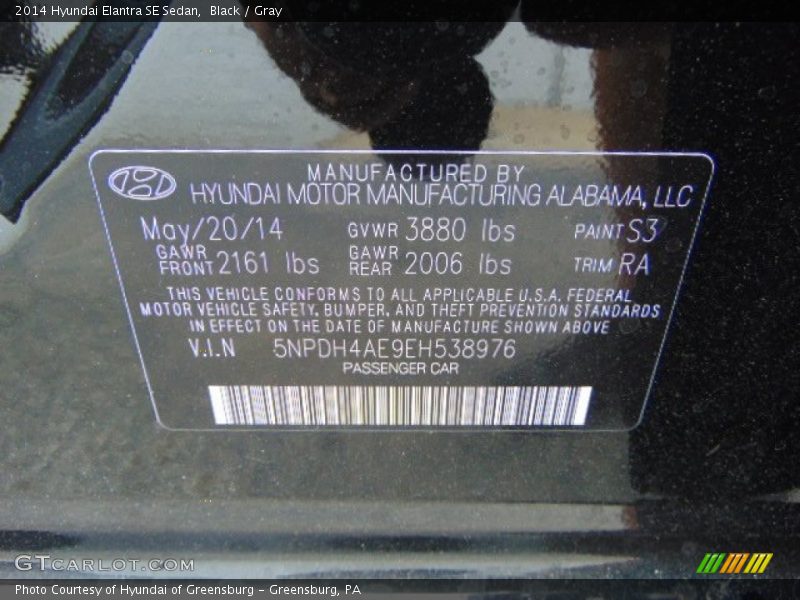 2014 Hyundai Elantra SE Sedan, Black / Gray
MANUFACTURED BY
HYUNDAI MOTOR MANUFACTURING ALABAMA, LLC
May/20/14 GVWR 3880 lbs PAINT S3
GAWR FRONT 2161 lbs GAWR REAR 2006 lbs TRIM RA
THIS VEHICLE CONFORMS TO ALL APPLICABLE U.S.A. FEDERAL
MOTOR VEHICLE SAFETY, BUMPER, AND THEFT PREVENTION STANDARDS
IN EFFECT ON THE DATE OF MANUFACTURE SHOWN ABOVE
V.I.N 5NPDH4AE9EH538976
PASSENGER CAR
GTCARLOT.COM
Photo Courtesy of Hyundai of Greensburg - Greensburg, PA